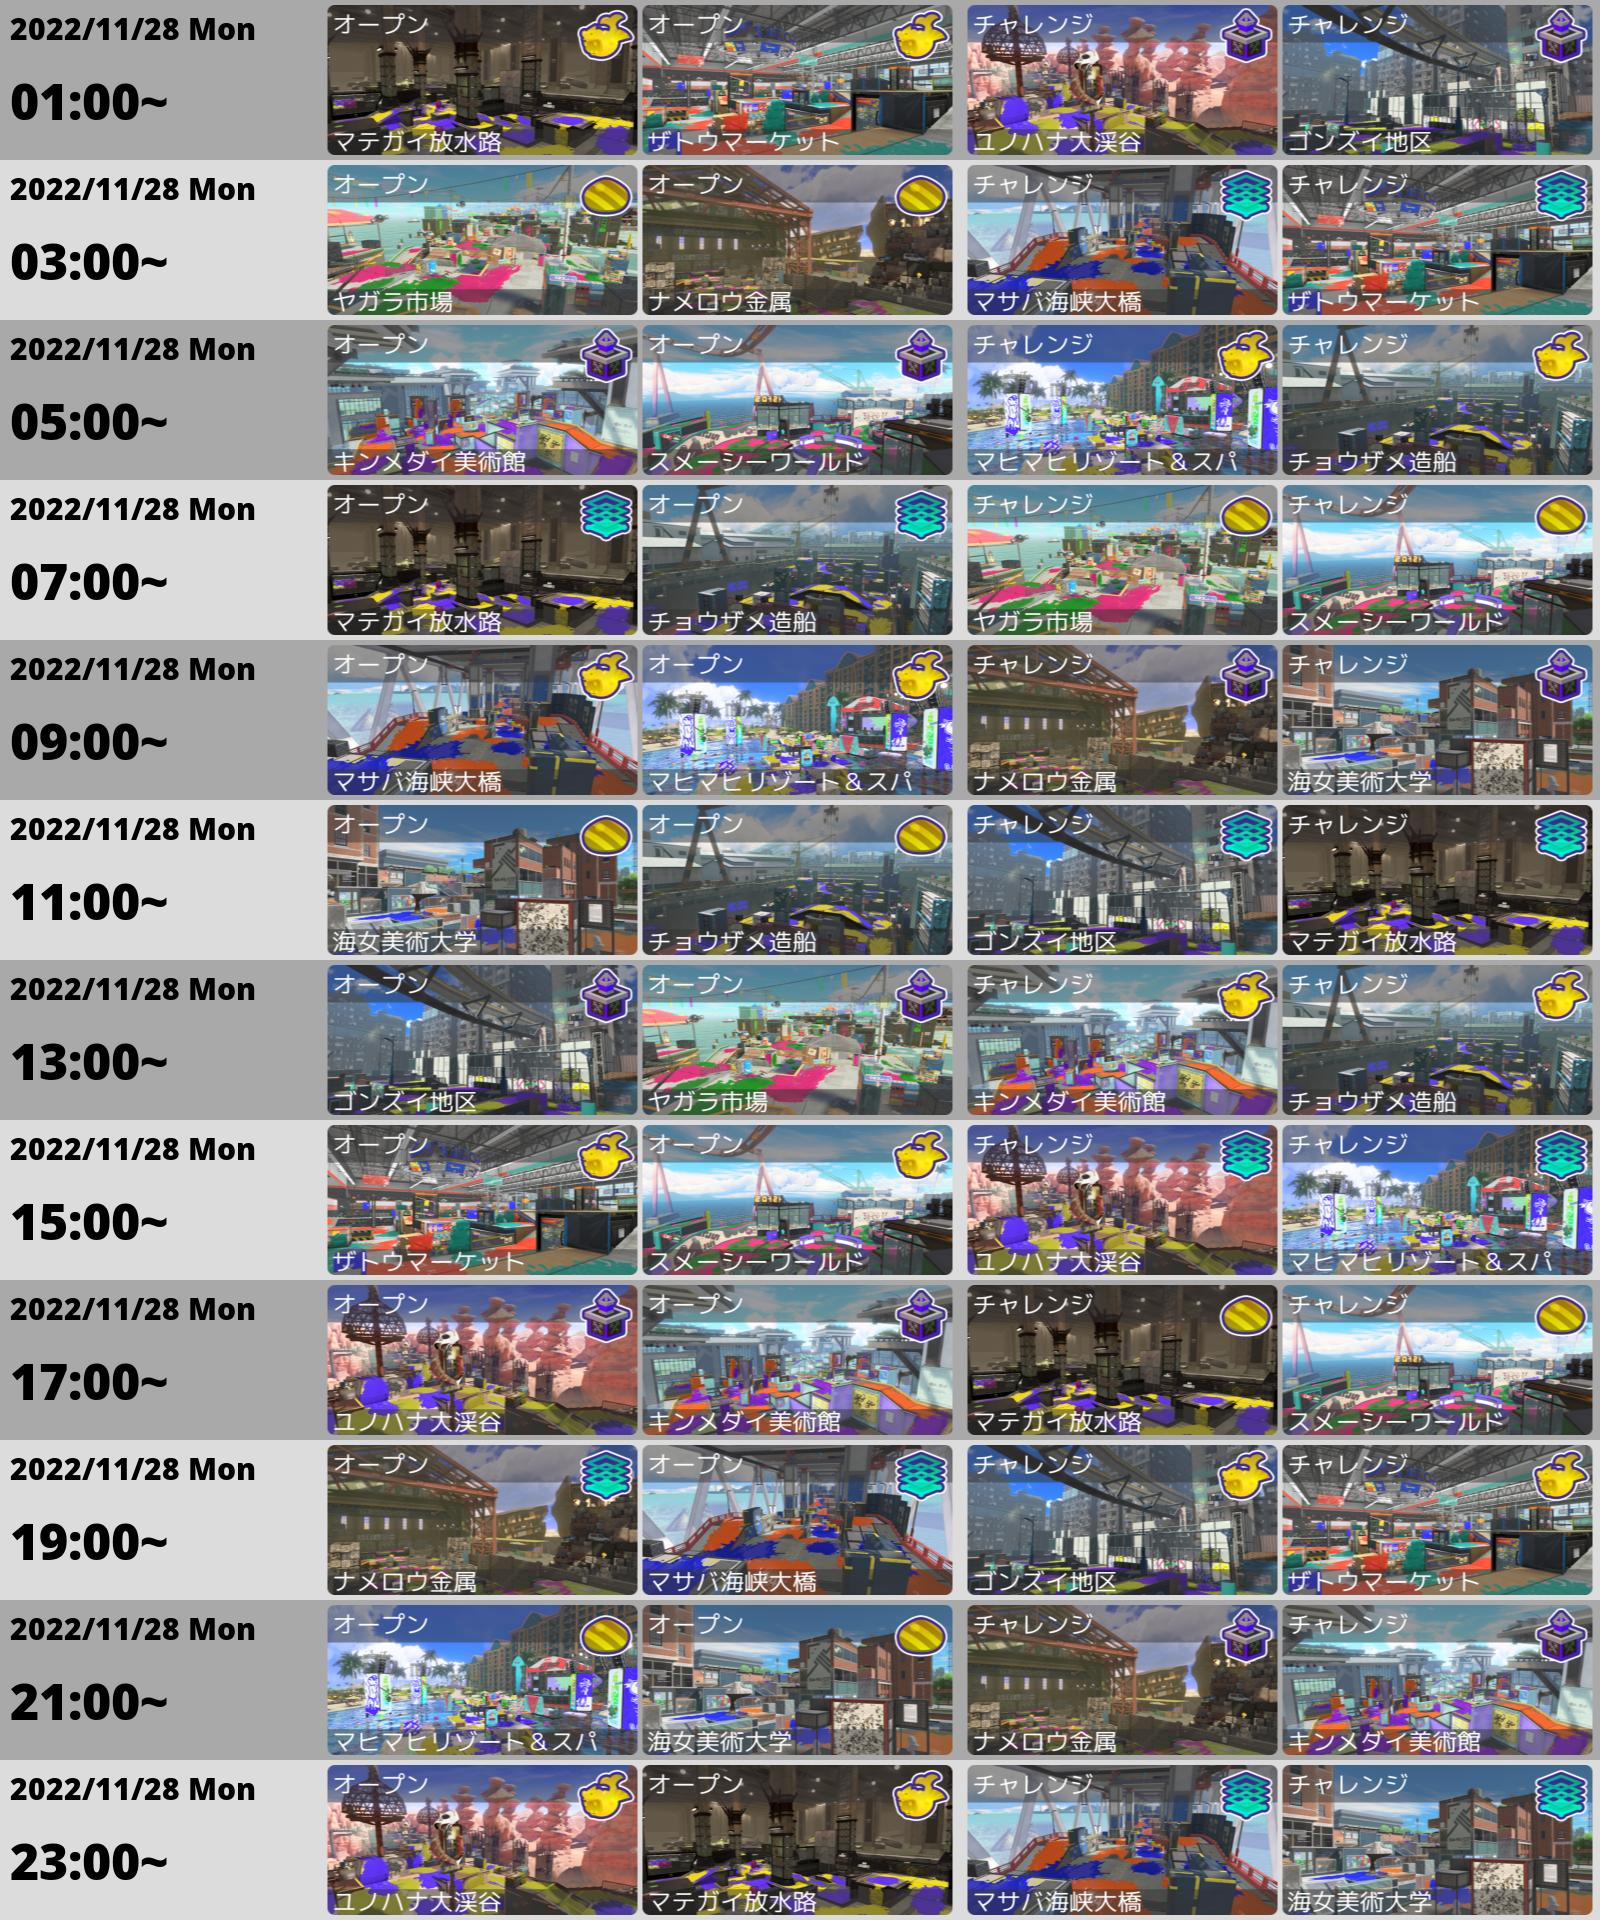 2022/11/28 Mon
01:00~
オープン
マテガイ放水路
オープン
ザトウマーケット
チャレンジ
ユノハナ大渓谷
チャレンジ
ゴンズイ地区
2022/11/28 Mon
03:00~
オープン
ヤガラ市場
オープン
ナメロウ金属
チャレンジ
マサバ海峡大橋
チャレンジ
ザトウマーケット
2022/11/28 Mon
05:00~
オープン
キンメダイ美術館
オープン
スメーシーワールド
チャレンジ
マヒマヒリゾート＆スパ
チャレンジ
チョウザメ造船
2022/11/28 Mon
07:00~
オープン
マテガイ放水路
オープン
チョウザメ造船
チャレンジ
ヤガラ市場
チャレンジ
スメーシーワールド
2022/11/28 Mon
09:00~
オープン
マサバ海峡大橋
オープン
マヒマヒリゾート＆スパ
チャレンジ
ナメロウ金属
チャレンジ
海女美術大学
2022/11/28 Mon
11:00~
オープン
海女美術大学
オープン
チョウザメ造船
チャレンジ
ゴンズイ地区
チャレンジ
マテガイ放水路
2022/11/28 Mon
13:00~
オープン
ゴンズイ地区
オープン
ヤガラ市場
チャレンジ
キンメダイ美術館
チャレンジ
チョウザメ造船
2022/11/28 Mon
15:00~
オープン
ザトウマーケット
オープン
スメーシーワールド
チャレンジ
ユノハナ大渓谷
チャレンジ
マヒマヒリゾート＆スパ
2022/11/28 Mon
17:00~
オープン
ユノハナ大渓谷
オープン
キンメダイ美術館
チャレンジ
マテガイ放水路
チャレンジ
スメーシーワールド
2022/11/28 Mon
19:00~
オープン
ナメロウ金属
オープン
マサバ海峡大橋
チャレンジ
ゴンズイ地区
チャレンジ
ザトウマーケット
2022/11/28 Mon
21:00~
オープン
マヒマヒリゾート＆スパ
オープン
海女美術大学
チャレンジ
ナメロウ金属
チャレンジ
キンメダイ美術館
2022/11/28 Mon
23:00~
オープン
ユノハナ大渓谷
オープン
マテガイ放水路
チャレンジ
マサバ海峡大橋
チャレンジ
海女美術大学